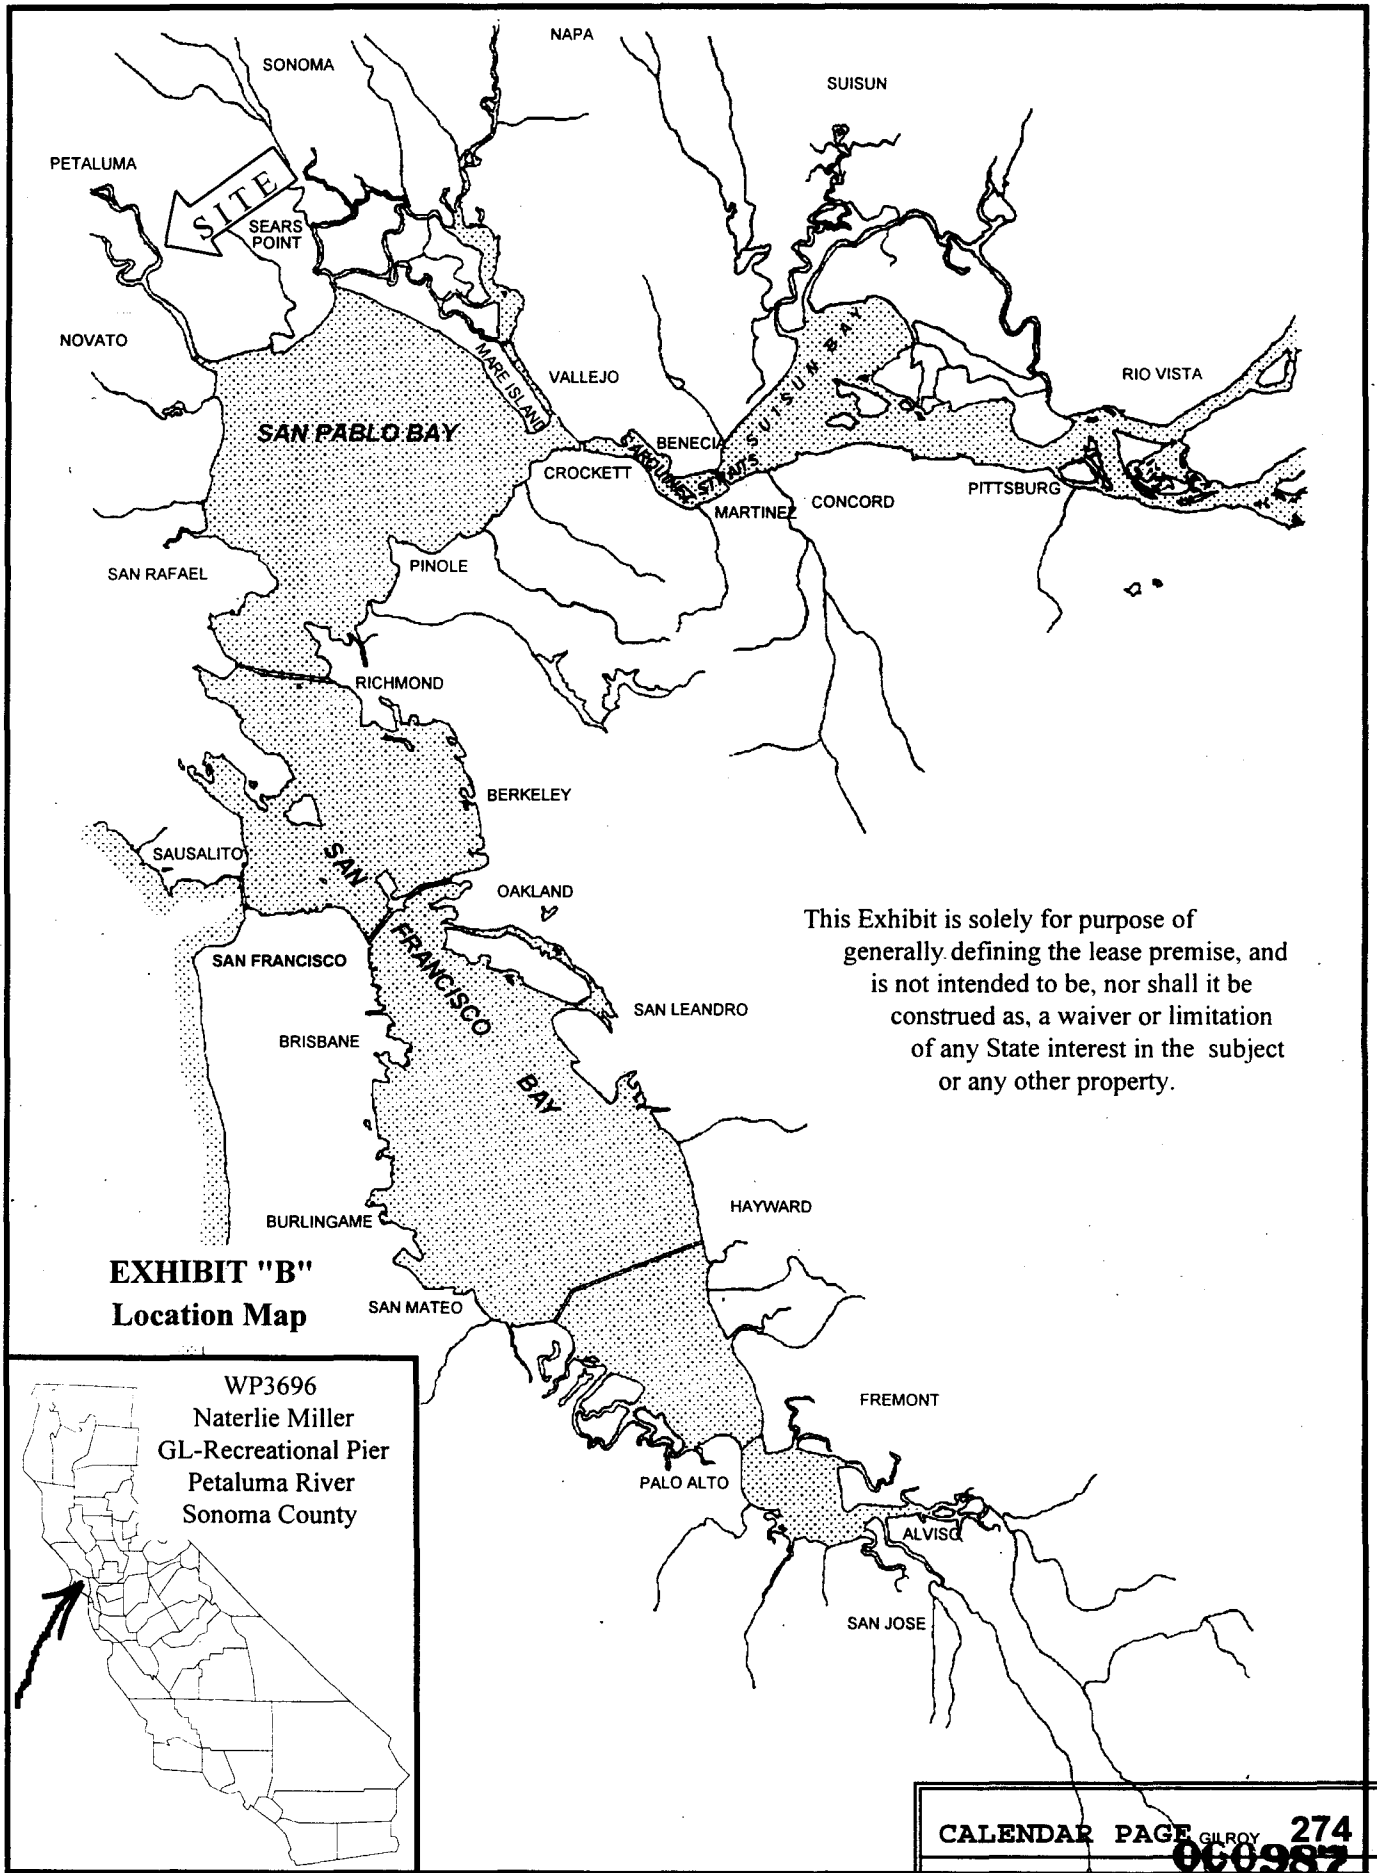 NAPA
SONOMA
SUISUN
PETALUMA
SITE
SEARS
POINT
NOVATO
MARE ISLAND
VALLEJO
SUISUN BAY
RIO VISTA
SAN PABLO BAY
BENECIA
CARQUINEZ STRAITS
CROCKETT
PITTSBURG
CONCORD
MARTINEZ
PINOLE
SAN RAFAEL
RICHMOND
BERKELEY
SAUSALITO
SAN FRANCISCO BAY
OAKLAND
This Exhibit is solely for purpose of
generally defining the lease premise, and
is not intended to be, nor shall it be
construed as, a waiver or limitation
of any State interest in the subject
or any other property.
SAN FRANCISCO
SAN LEANDRO
BRISBANE
HAYWARD
BURLINGAME
EXHIBIT "B"
Location Map
SAN MATEO
WP3696
Naterlie Miller
GL-Recreational Pier
Petaluma River
Sonoma County
FREMONT
PALO ALTO
ALVISO
SAN JOSE
GILROY
CALENDAR PAGE 274
000987